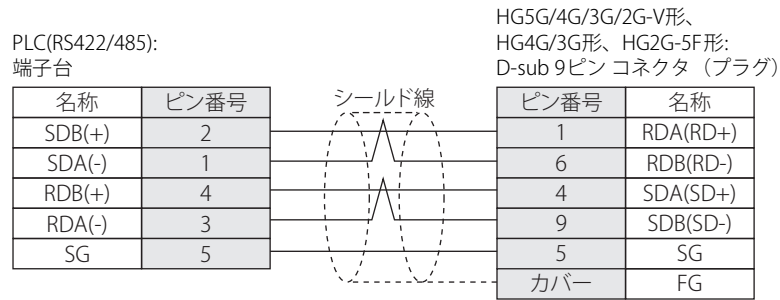 HG5G/4G/3G/2G-V形、
HG4G/3G形、HG2G-5F形:
D-sub 9ピン コネクタ（プラグ）
PLC(RS422/485):
端子台
名称 ピン番号 シールド線 ピン番号 名称
SDB(+) 2 1 RDA(RD+)
SDA(-) 1 6 RDB(RD-)
RDB(+) 4 4 SDA(SD+)
RDA(-) 3 9 SDB(SD-)
SG 5 5 SG
カバー FG